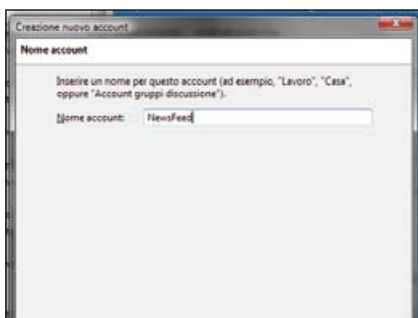 Creazione nuovo account
Nome account
Inserire un nome per questo account (ad esempio, "Lavoro", "Casa",
oppure "Account gruppi discussione").
Nome account: NewsFeed